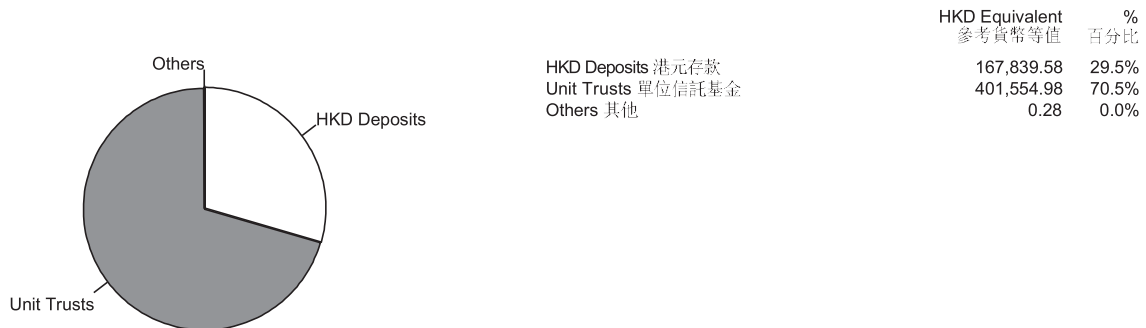 Others
HKD Deposits
Unit Trusts
HKD Equivalent %
參考貨幣等值 百分比
HKD Deposits 港元存款 167,839.58 29.5%
Unit Trusts 單位信託基金 401,554.98 70.5%
Others 其他 0.28 0.0%